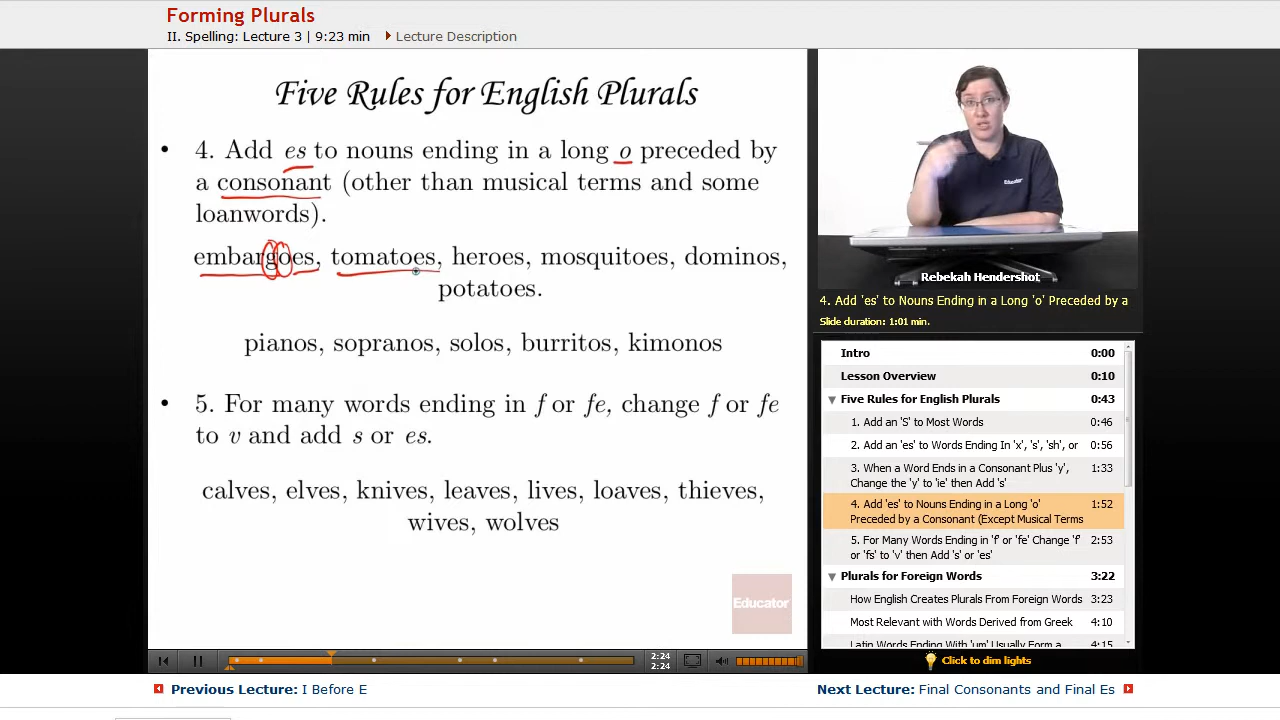 Forming Plurals
II. Spelling: Lecture 3 | 9:23 min
Lecture Description
Five Rules for English Plurals
• 4. Add es to nouns ending in a long o preceded by
a consonant (other than musical terms and some
loanwords).
embargoes, tomatoes, heroes, mosquitoes, dominos,
potatoes.
pianos, sopranos, solos, burritos, kimonos
• 5. For many words ending in f or fe, change f or fe
to v and add s or es.
calves, elves, knives, leaves, lives, loaves, thieves,
wives, wolves
Educator
Educator
Rebekah Hendershot
4. Add 'es' to Nouns Ending in a Long 'o' Preceded by a
Slide duration: 1:01 min.
Intro 0:00
Lesson Overview 0:10
Five Rules for English Plurals 0:43
1. Add an 'S' to Most Words 0:46
2. Add an 'es' to Words Ending In 'x', 's', 'sh', or 0:56
3. When a Word Ends in a Consonant Plus 'y', 1:33
Change the 'y' to 'ie' then Add 's'
4. Add 'es' to Nouns Ending in a Long 'o' 1:52
Preceded by a Consonant (Except Musical Terms
5. For Many Words Ending in 'f' or 'fe' Change 'f' 2:53
or 'fs' to 'v' then Add 's' or 'es'
Plurals for Foreign Words 3:22
How English Creates Plurals From Foreign Words 3:23
Most Relevant with Words Derived from Greek 4:10
Latin Words Ending With 'um' Usually Form a 4:15
2:24
2:24
Click to dim lights
Previous Lecture: I Before E
Next Lecture: Final Consonants and Final Es